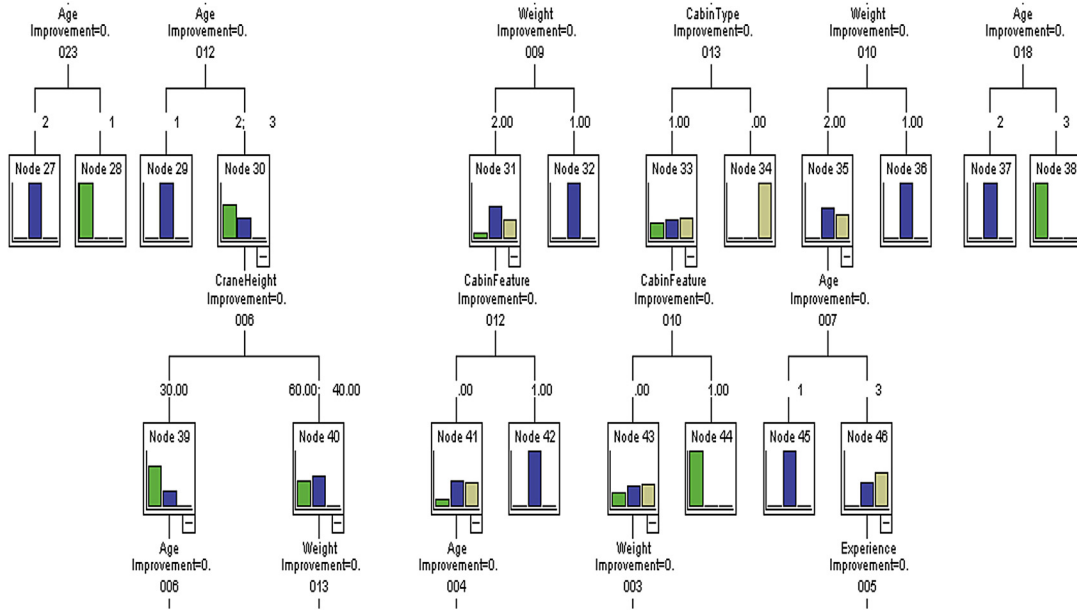 Age Age Weight CabinType Weight Age
Improvement=0. Improvement=0. Improvement=0. Improvement=0. Improvement=0. Improvement=0.
023 012 009 013 010 018
2 1 1 2; 3 2.00 1.00 1.00 .00 2.00 1.00 2 3
Node 27 Node 28 Node 29 Node 30 Node 31 Node 32 Node 33 Node 34 Node 35 Node 36 Node 37 Node 38
CraneHeight CabinFeature CabinFeature Age
Improvement=0. Improvement=0. Improvement=0. Improvement=0.
006 012 010 007
30.00 60.00; 40.00 .00 1.00 .00 1.00 1 3
Node 39 Node 40 Node 41 Node 42 Node 43 Node 44 Node 45 Node 46
Age Weight Age Weight Experience
Improvement=0. Improvement=0. Improvement=0. Improvement=0. Improvement=0.
006 013 004 003 005